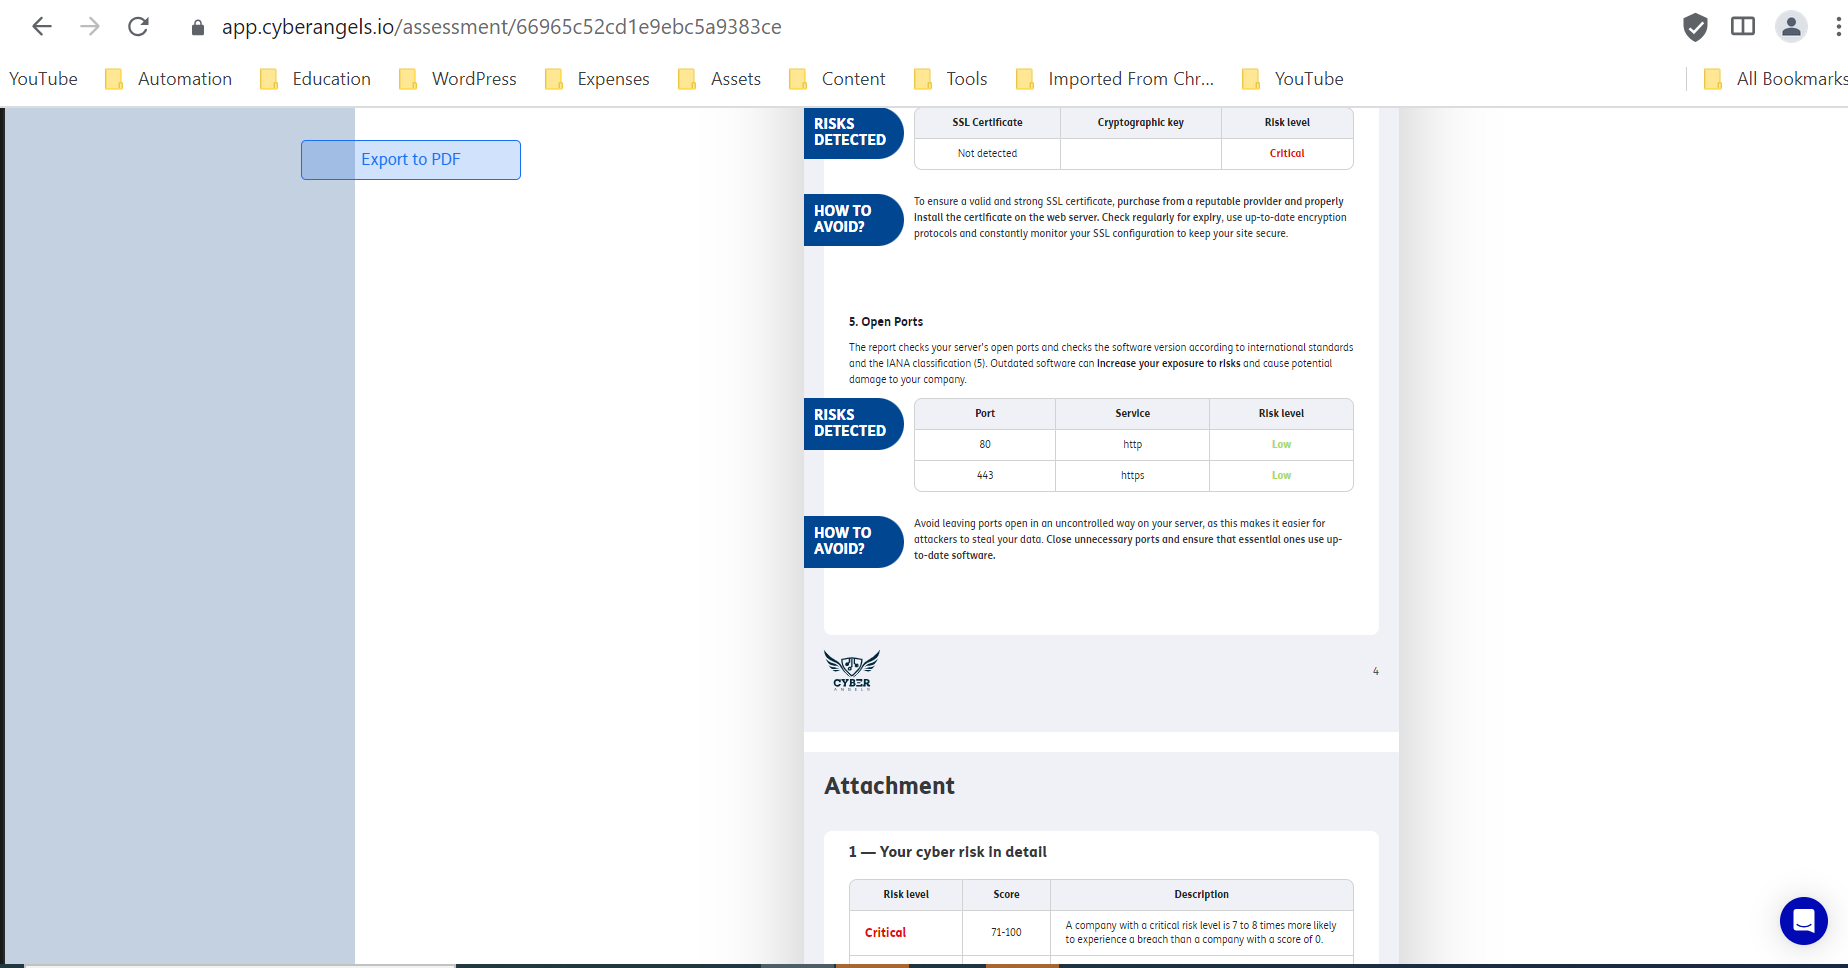 app.cyberangels.io/assessment/66965c52cd1e9ebc5a9383ce
YouTube Automation Education WordPress Expenses Assets Content Tools Imported From Chr... YouTube All Bookmarks
Export to PDF
RISKS
DETECTED
SSL Certificate Cryptographic key Risk level
Not detected Critical
HOW TO
AVOID?
To ensure a valid and strong SSL certificate, purchase from a reputable provider and properly
install the certificate on the web server. Check regularly for expiry, use up-to-date encryption
protocols and constantly monitor your SSL configuration to keep your site secure.
5. Open Ports
The report checks your server's open ports and checks the software version according to international standards
and the IANA classification (5). Outdated software can increase your exposure to risks and cause potential
damage to your company.
RISKS
DETECTED
Port Service Risk level
80 http Low
443 https Low
HOW TO
AVOID?
Avoid leaving ports open in an uncontrolled way on your server, as this makes it easier for
attackers to steal your data. Close unnecessary ports and ensure that essential ones use up-
to-date software.
CYBER
ANGELS
4
Attachment
1 — Your cyber risk in detail
Risk level Score Description
Critical 71-100 A company with a critical risk level is 7 to 8 times more likely
to experience a breach than a company with a score of 0.